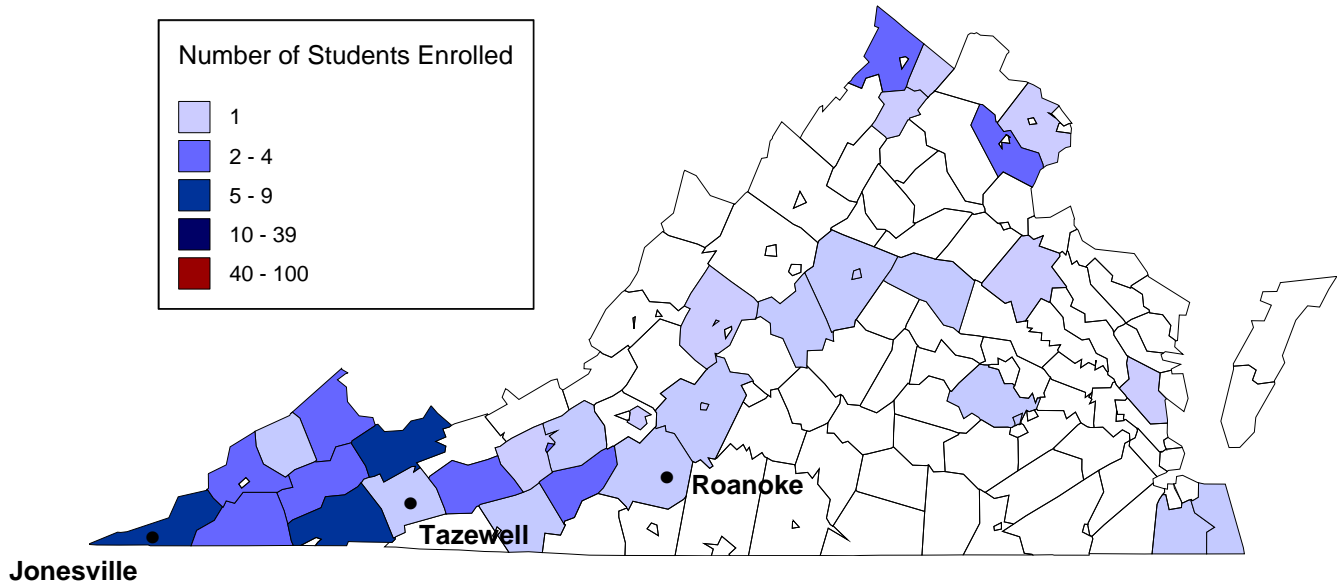 Number of Students Enrolled
1
2 - 4
5 - 9
10 - 39
40 - 100
Roanoke
Tazewell
Jonesville